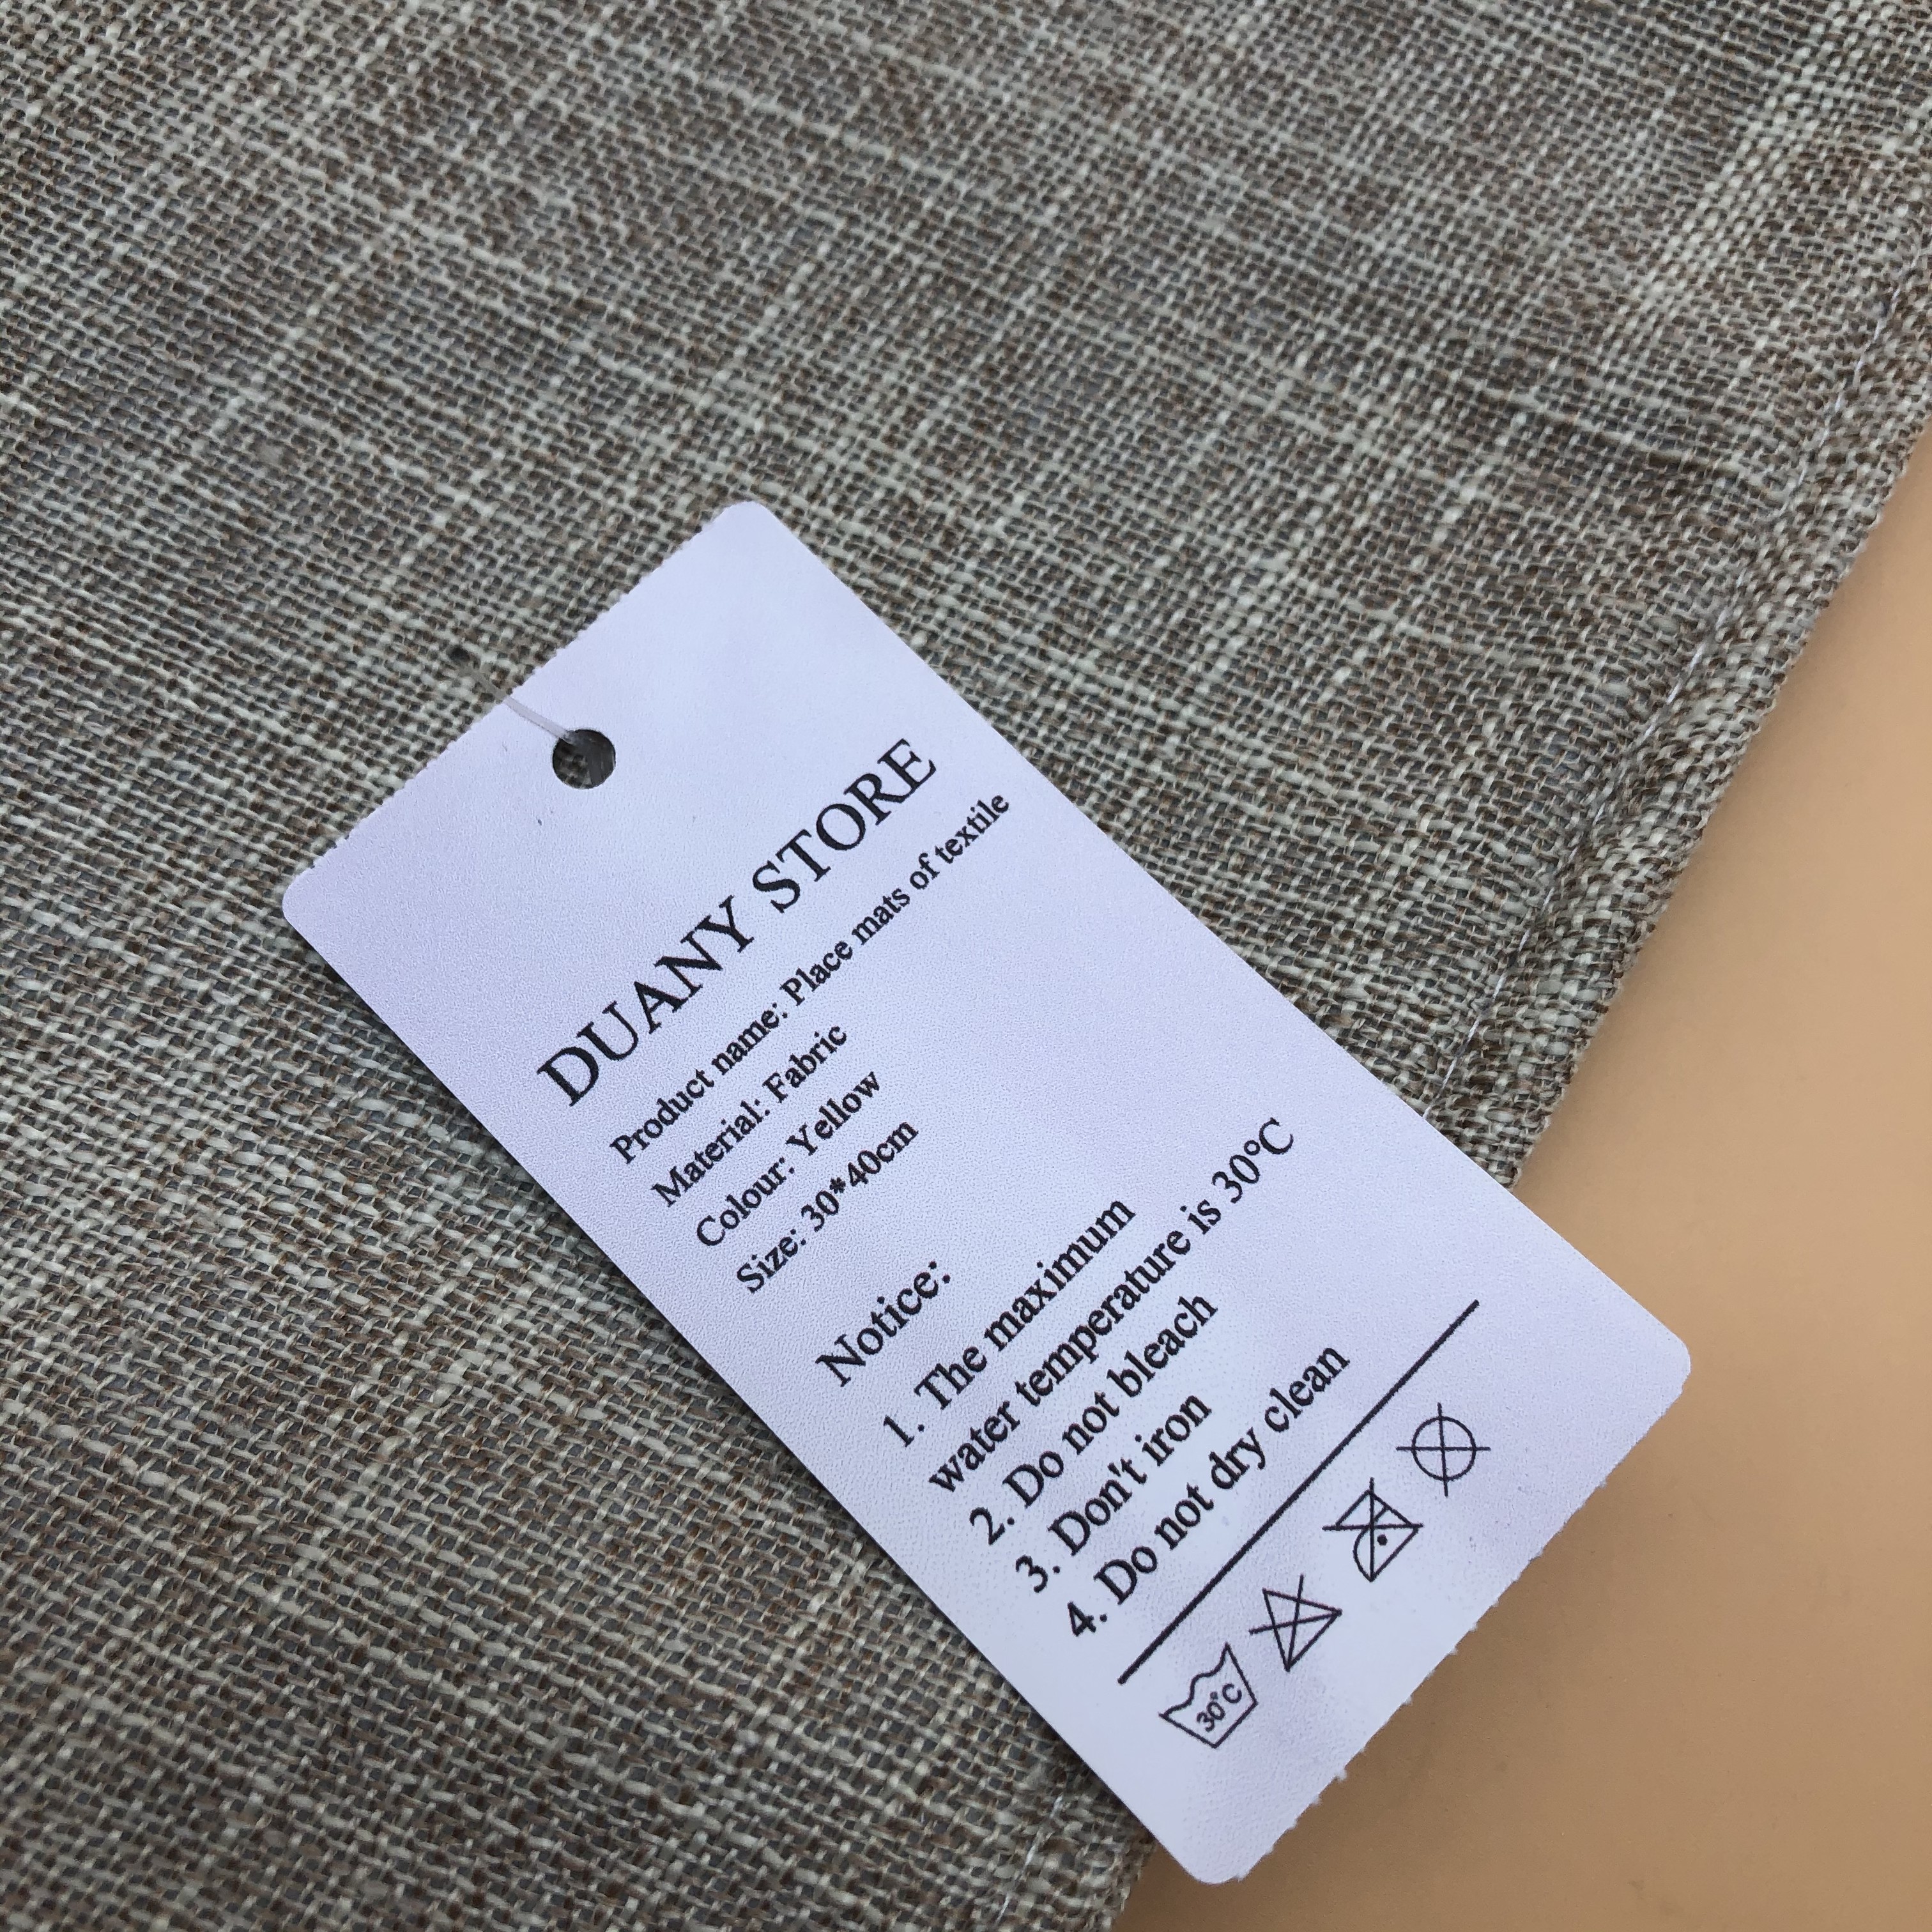 DUANY STORE
Product name: Place mats of textile
Material: Fabric
Colour: Yellow
Size: 30*40cm
Notice:
1. The maximum
water temperature is 30°C
2. Do not bleach
3. Don't iron
4. Do not dry clean
30°C